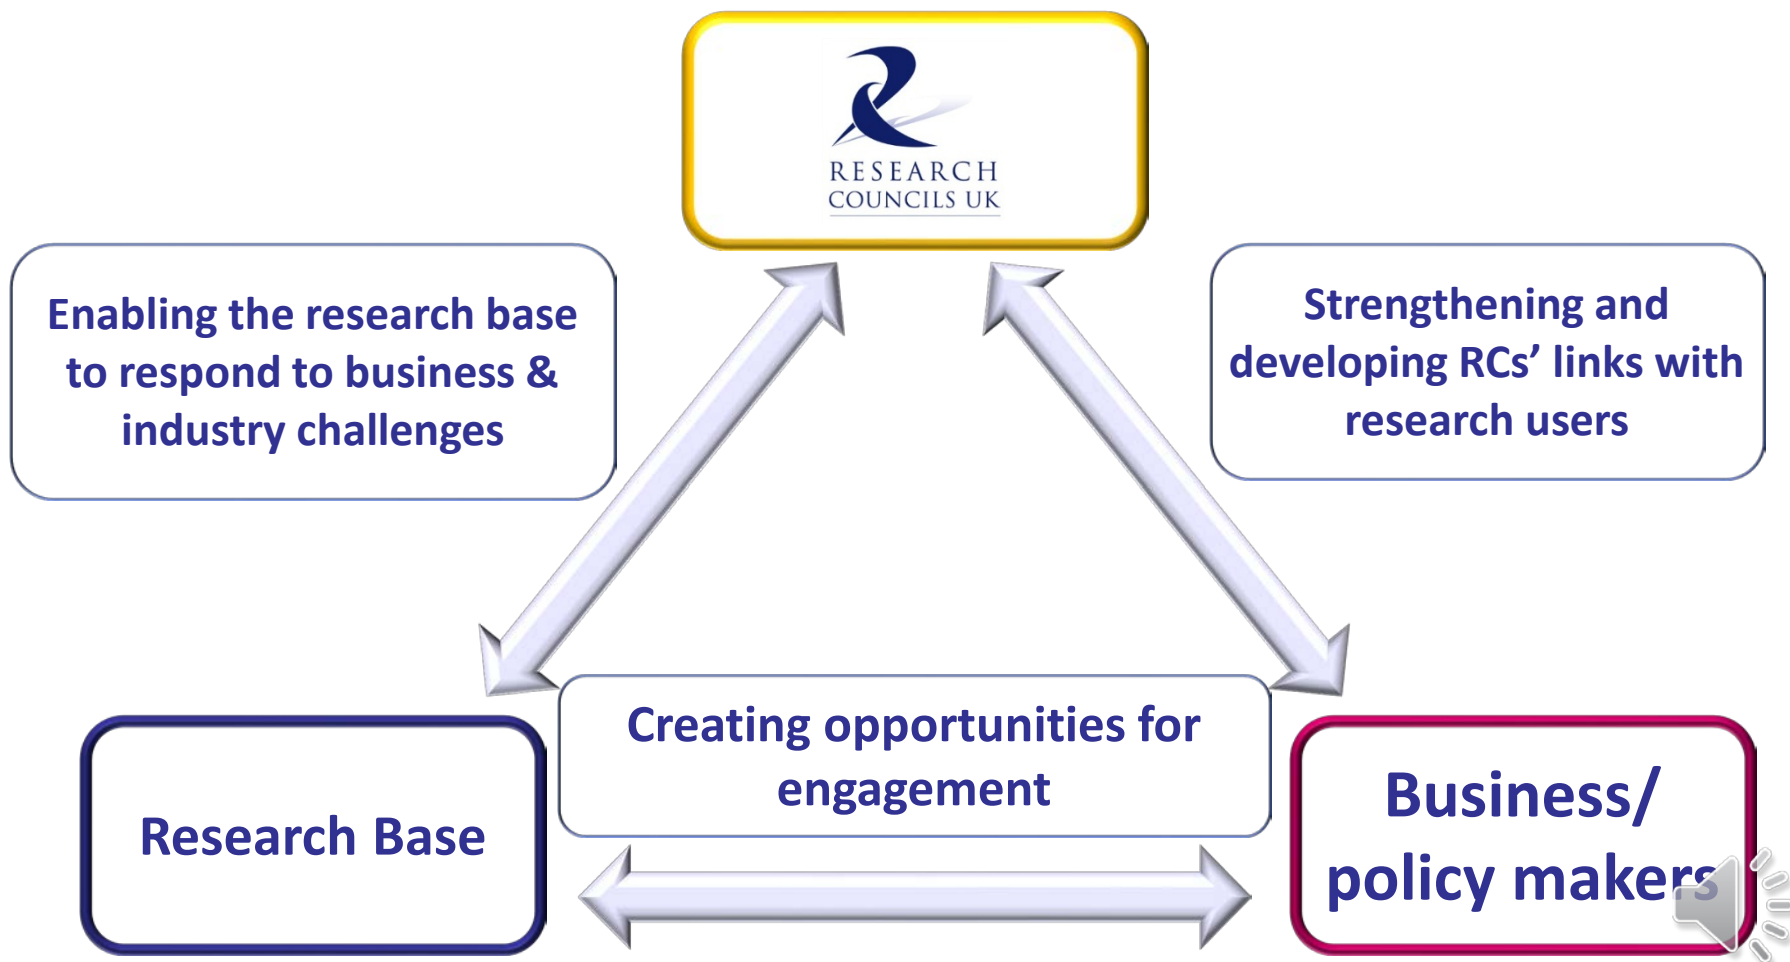 RESEARCH
COUNCILS UK
Enabling the research base
to respond to business &
industry challenges
Strengthening and
developing RCs’ links with
research users
Creating opportunities for
engagement
Research Base
Business/
policy makers